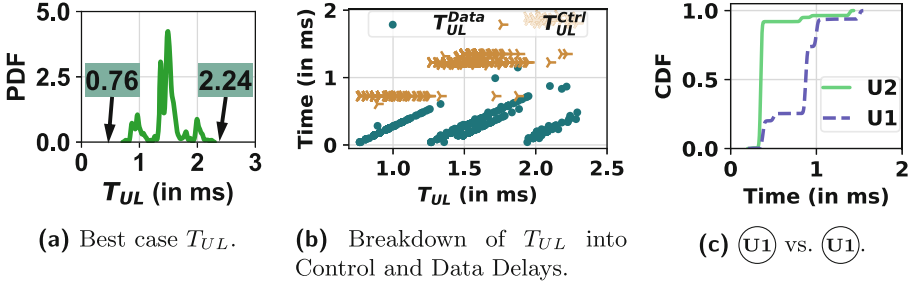 5.0
2.5
0.0
PDF
0.76
2.24
1
2
3
T_UL (in ms)
(a) Best case T_UL.
Time (in ms)
2
1
0
T_UL^Data
T_UL^Ctrl
1.0
1.5
2.0
2.5
T_UL (in ms)
(b) Breakdown of T_UL into
Control and Data Delays.
CDF
1.0
0.5
0.0
U2
U1
0
1
2
Time (in ms)
(c) U1 vs. U1.